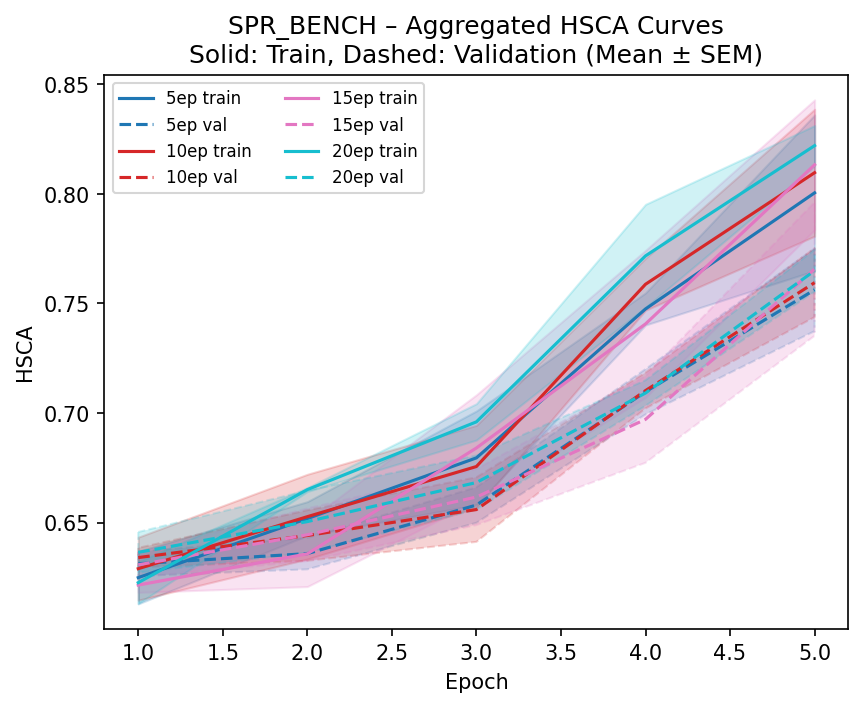 SPR_BENCH – Aggregated HSCA Curves
Solid: Train, Dashed: Validation (Mean ± SEM)
5ep train
5ep val
10ep train
10ep val
15ep train
15ep val
20ep train
20ep val
HSCA
0.85
0.80
0.75
0.70
0.65
1.0 1.5 2.0 2.5 3.0 3.5 4.0 4.5 5.0
Epoch